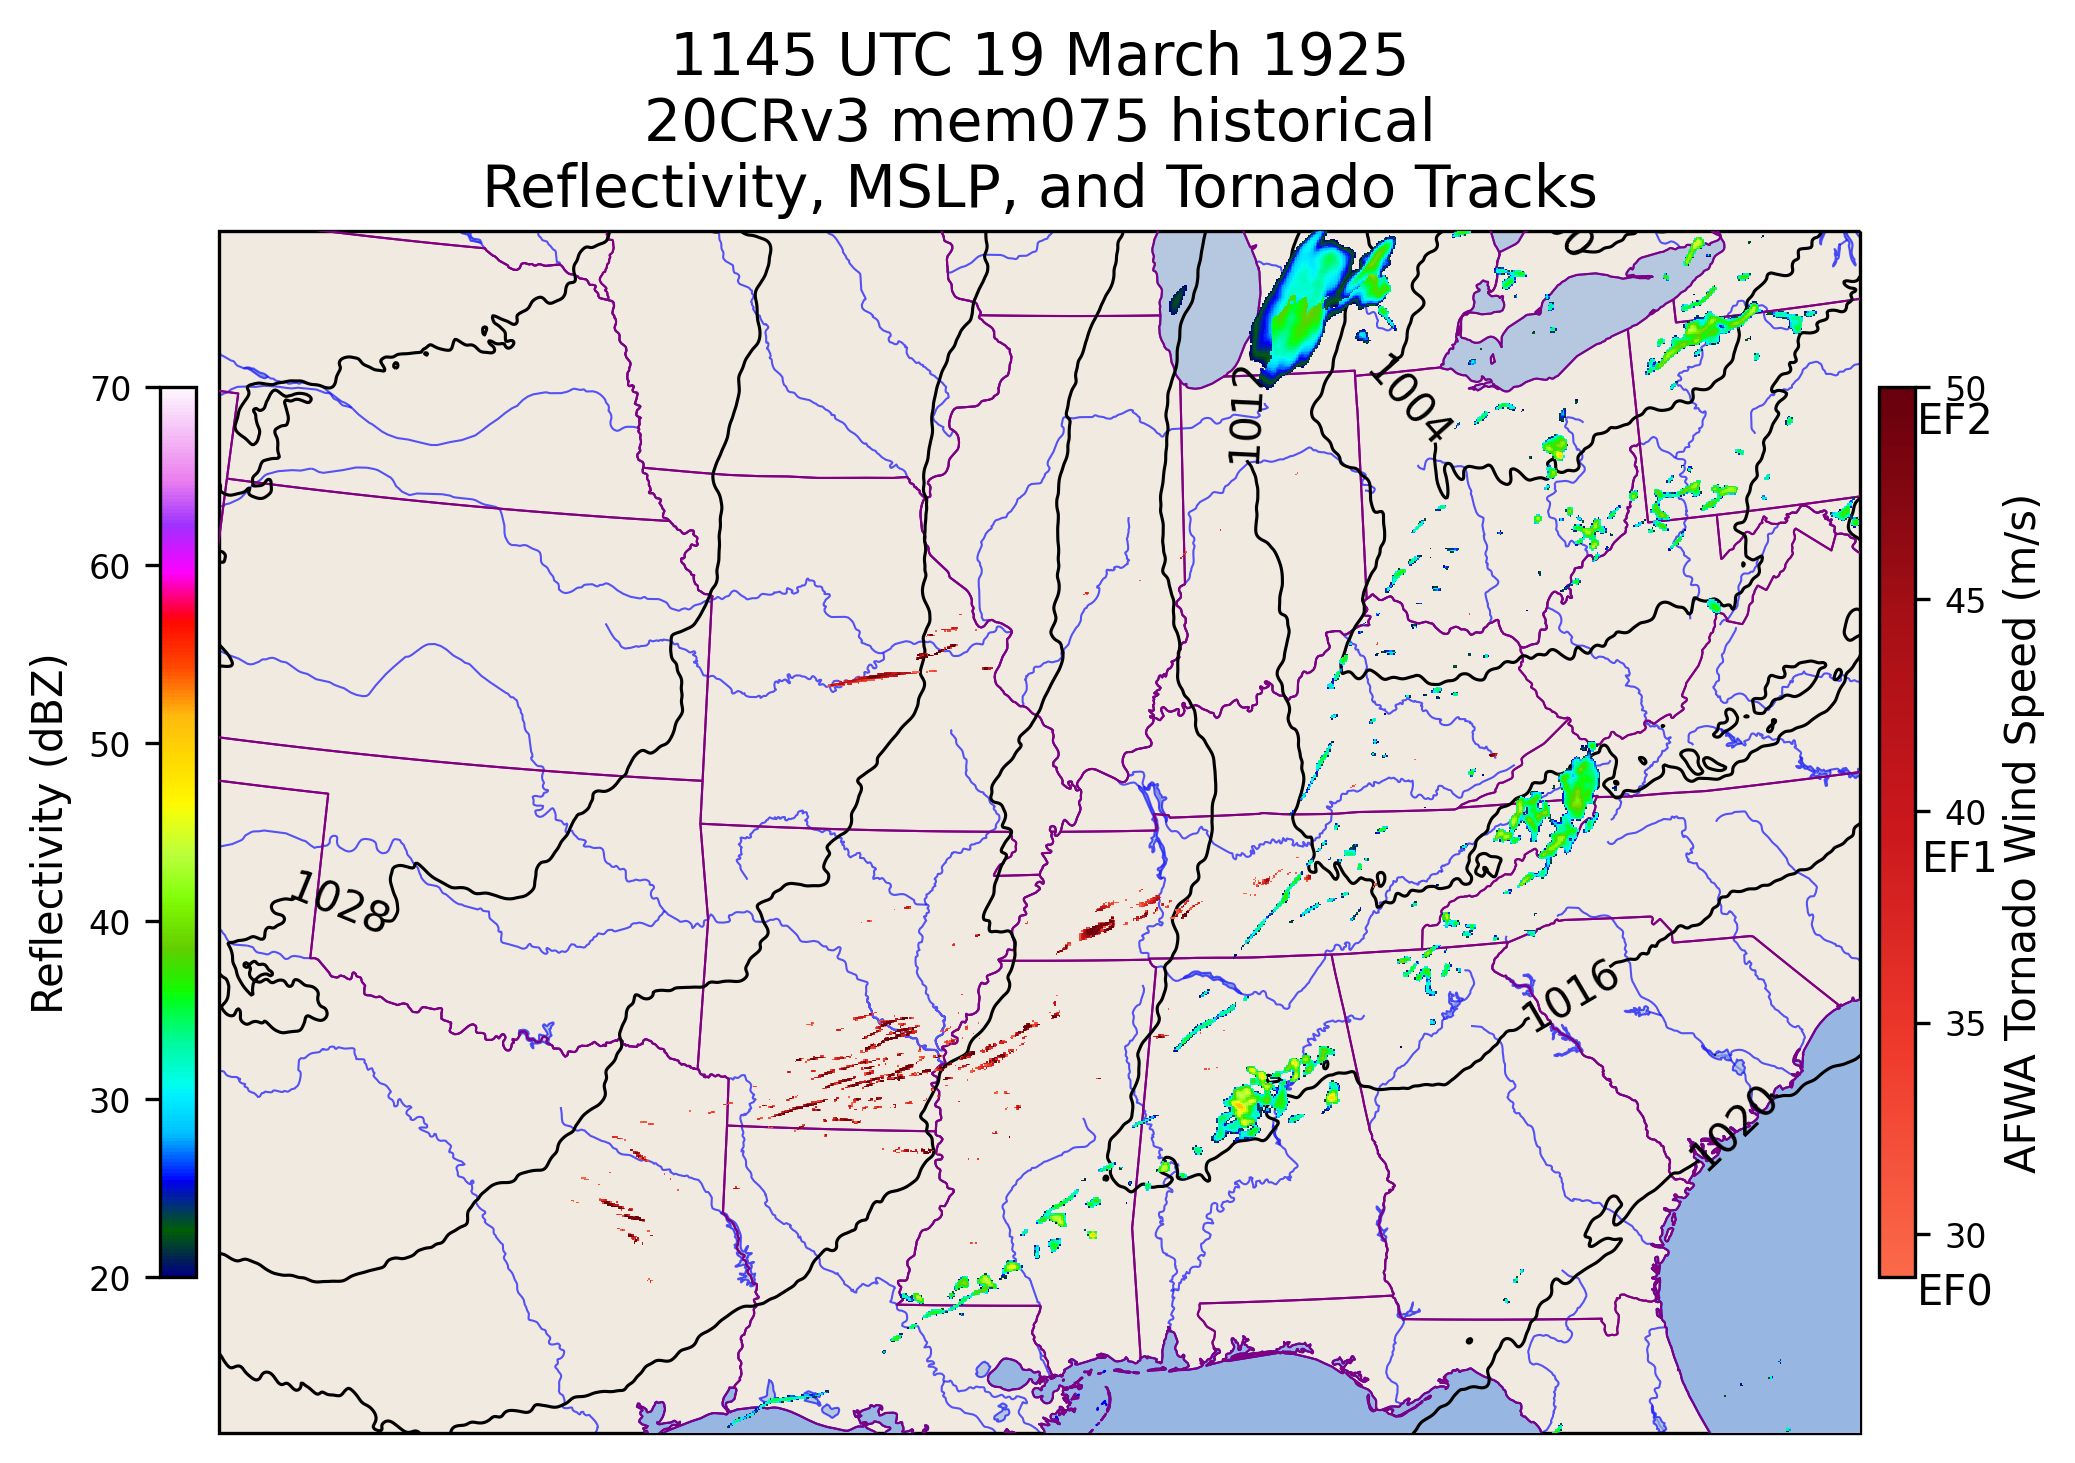 1145 UTC 19 March 1925
20CRv3 mem075 historical
Reflectivity, MSLP, and Tornado Tracks
Reflectivity (dBZ)
70
60
50
40
30
20
1012
1004
1028
1016
1020
50
EF2
45
40
EF1
35
30
EF0
AFWA Tornado Wind Speed (m/s)